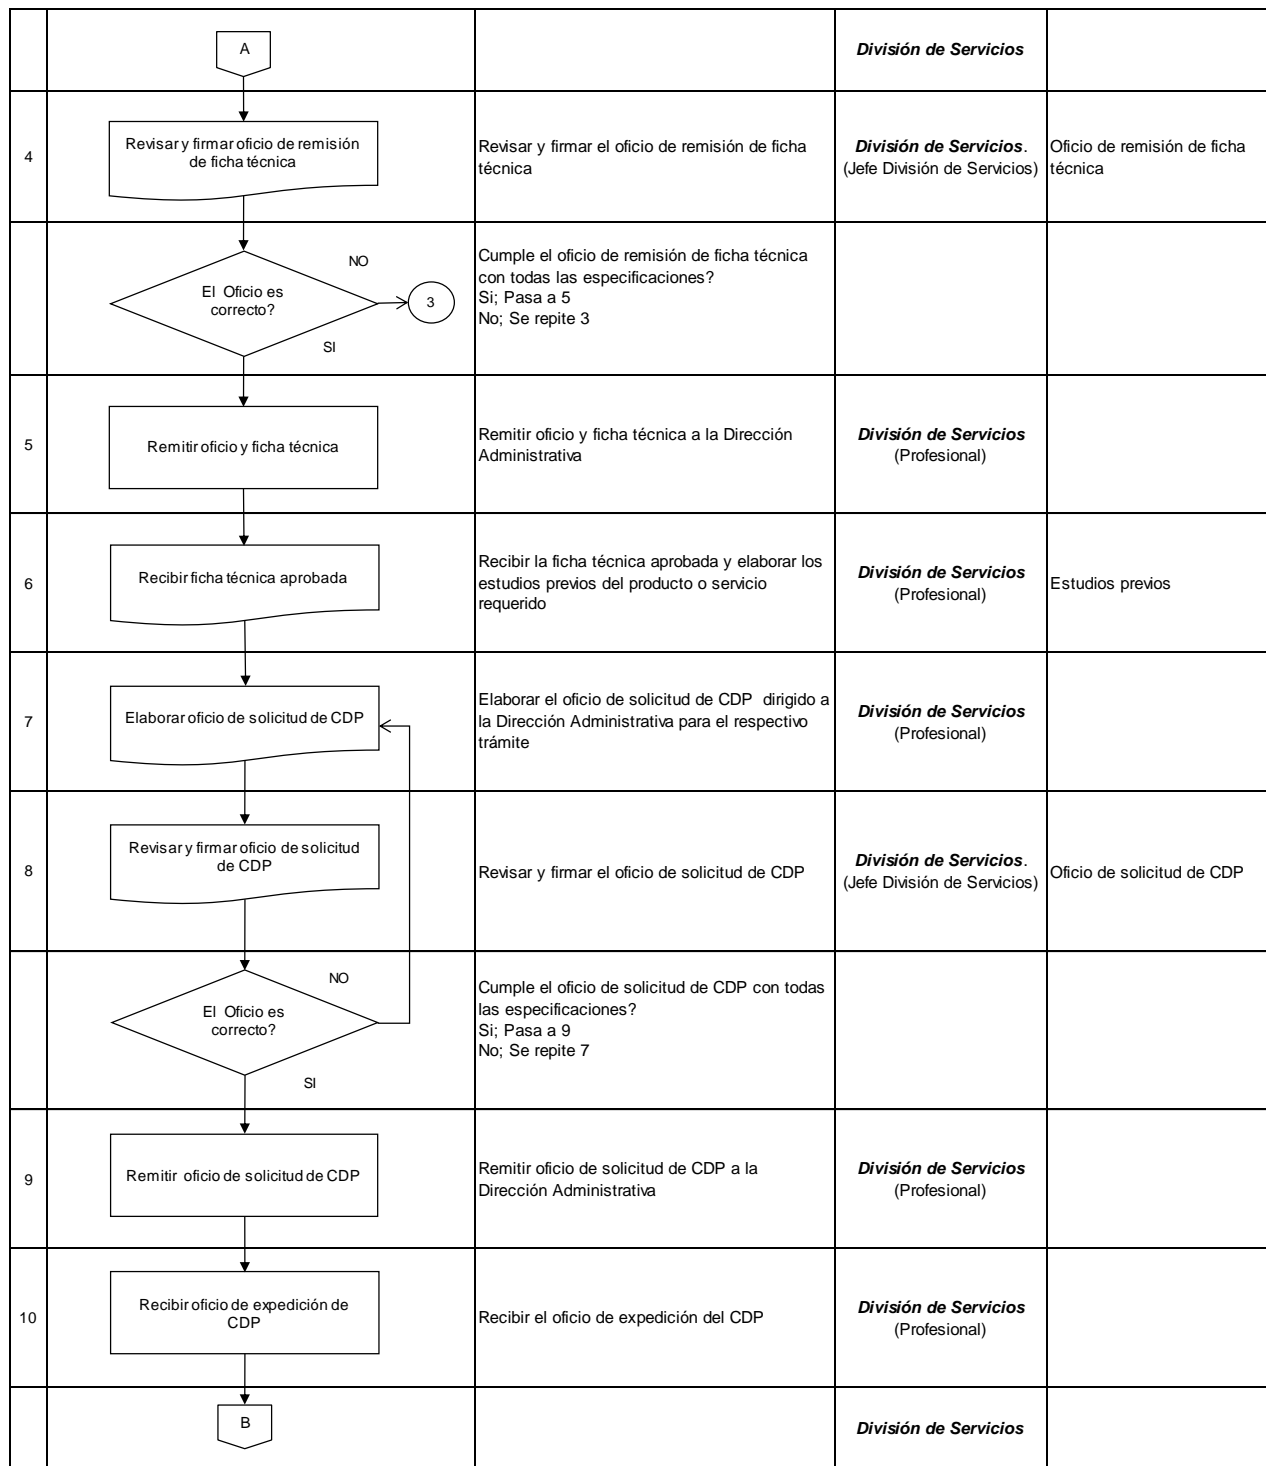 A
División de Servicios
4
Revisar y firmar oficio de remisión
de ficha técnica
Revisar y firmar el oficio de remisión de ficha
técnica
División de Servicios.
(Jefe División de Servicios)
Oficio de remisión de ficha
técnica
El Oficio es
correcto?
NO
3
SI
Cumple el oficio de remisión de ficha técnica
con todas las especificaciones?
Si; Pasa a 5
No; Se repite 3
5
Remitir oficio y ficha técnica
Remitir oficio y ficha técnica a la Dirección
Administrativa
División de Servicios
(Profesional)
6
Recibir ficha técnica aprobada
Recibir la ficha técnica aprobada y elaborar los
estudios previos del producto o servicio
requerido
División de Servicios
(Profesional)
Estudios previos
7
Elaborar oficio de solicitud de CDP
Elaborar el oficio de solicitud de CDP dirigido a
la Dirección Administrativa para el respectivo
trámite
División de Servicios
(Profesional)
8
Revisar y firmar oficio de solicitud
de CDP
Revisar y firmar el oficio de solicitud de CDP
División de Servicios.
(Jefe División de Servicios)
Oficio de solicitud de CDP
El Oficio es
correcto?
NO
SI
Cumple el oficio de solicitud de CDP con todas
las especificaciones?
Si; Pasa a 9
No; Se repite 7
9
Remitir oficio de solicitud de CDP
Remitir oficio de solicitud de CDP a la
Dirección Administrativa
División de Servicios
(Profesional)
10
Recibir oficio de expedición de
CDP
Recibir el oficio de expedición del CDP
División de Servicios
(Profesional)
B
División de Servicios